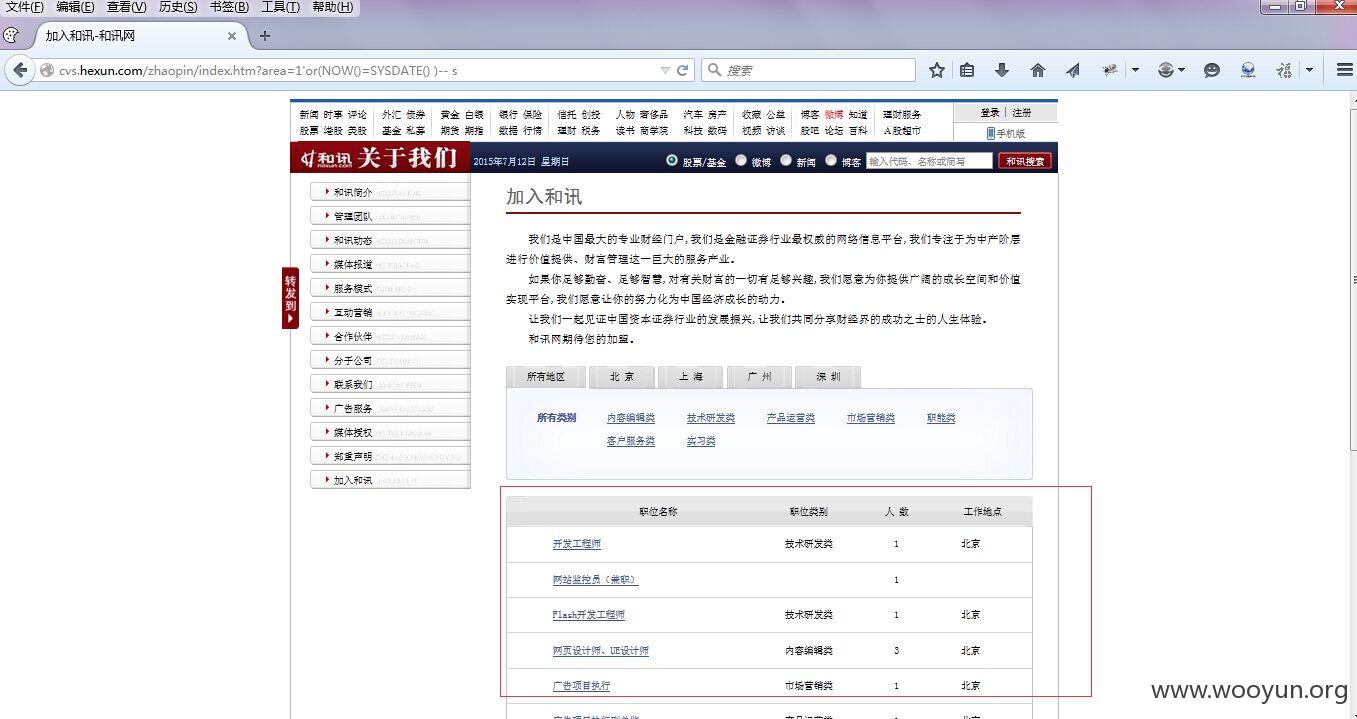 文件(F) 编辑(E) 查看(V) 历史(S) 书签(B) 工具(T) 帮助(H)
加入和讯-和讯网
cvs.hexun.com/zhaopin/index.htm?area=1'or(NOW()=SYSDATE() )-- s
搜索
新闻 时事 评论 外汇 债券 黄金 白银 银行 保险 信托 创投 人物 奢侈品 汽车 房产 收藏 公益 博客 微博 知道 理财服务
登录 | 注册
股票 港股 美股 基金 私募 期货 期指 数据 行情 理财 税务 读书 商学院 科技 数码 视频 访谈 股吧 论坛 百科 A股超市
手机版
和讯 hexun.com 关于我们
2015年7月12日 星期日
股票/基金 微博 新闻 博客 输入代码、名称或简写 和讯搜索
和讯简介
管理团队
和讯动态
媒体报道
服务模式
互动营销
合作伙伴
分子公司
联系我们
广告服务
媒体授权
郑重声明
加入和讯
转发到
加入和讯
我们是中国最大的专业财经门户,我们是金融证券行业最权威的网络信息平台,我们专注于为中产阶层
进行价值提供、财富管理这一巨大的服务产业。
如果你足够勤奋、足够智慧,对有关财富的一切有足够兴趣,我们愿意为你提供广阔的成长空间和价值
实现平台,我们愿意让你的努力化为中国经济成长的动力。
让我们一起见证中国资本证券行业的发展振兴,让我们共同分享财经界的成功之士的人生体验。
和讯网期待您的加盟。
所有地区 北 京 上 海 广 州 深 圳
所有类别 内容编辑类 技术研发类 产品运营类 市场营销类 职能类
客户服务类 实习类
职位名称 职位类别 人 数 工作地点
开发工程师 技术研发类 1 北京
网站监控员（兼职） 1
Flash开发工程师 技术研发类 1 北京
网页设计师、UE设计师 内容编辑类 3 北京
广告项目执行 市场营销类 1 北京
www.wooyun.org